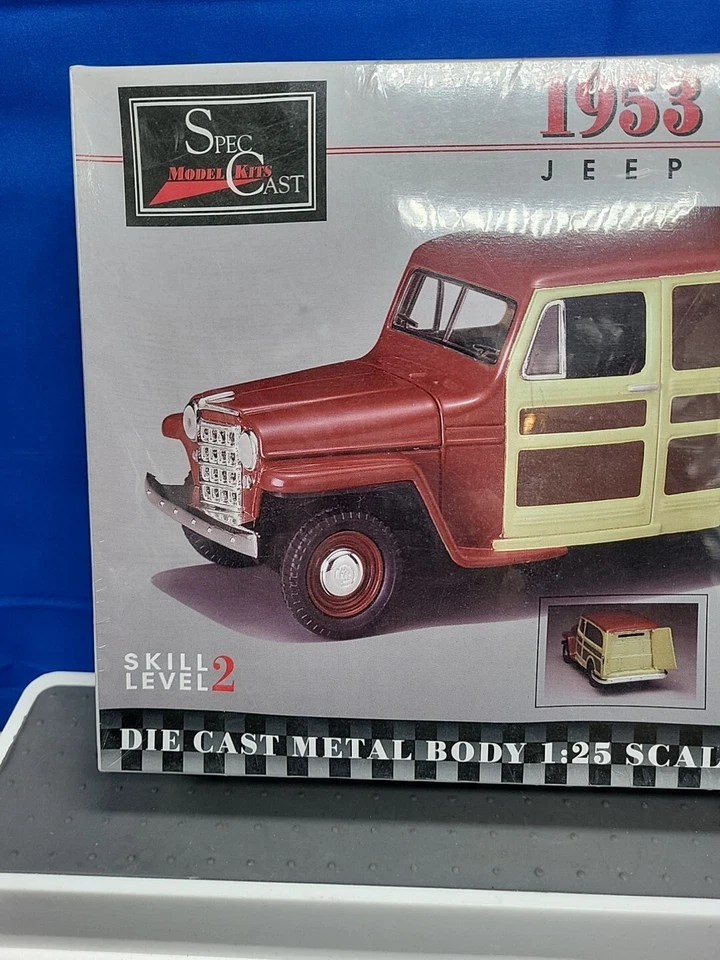 SPEC
MODEL KITS
CAST
1953
JEEP
SKILL
LEVEL 2
DIE CAST METAL BODY 1:25 SCAL